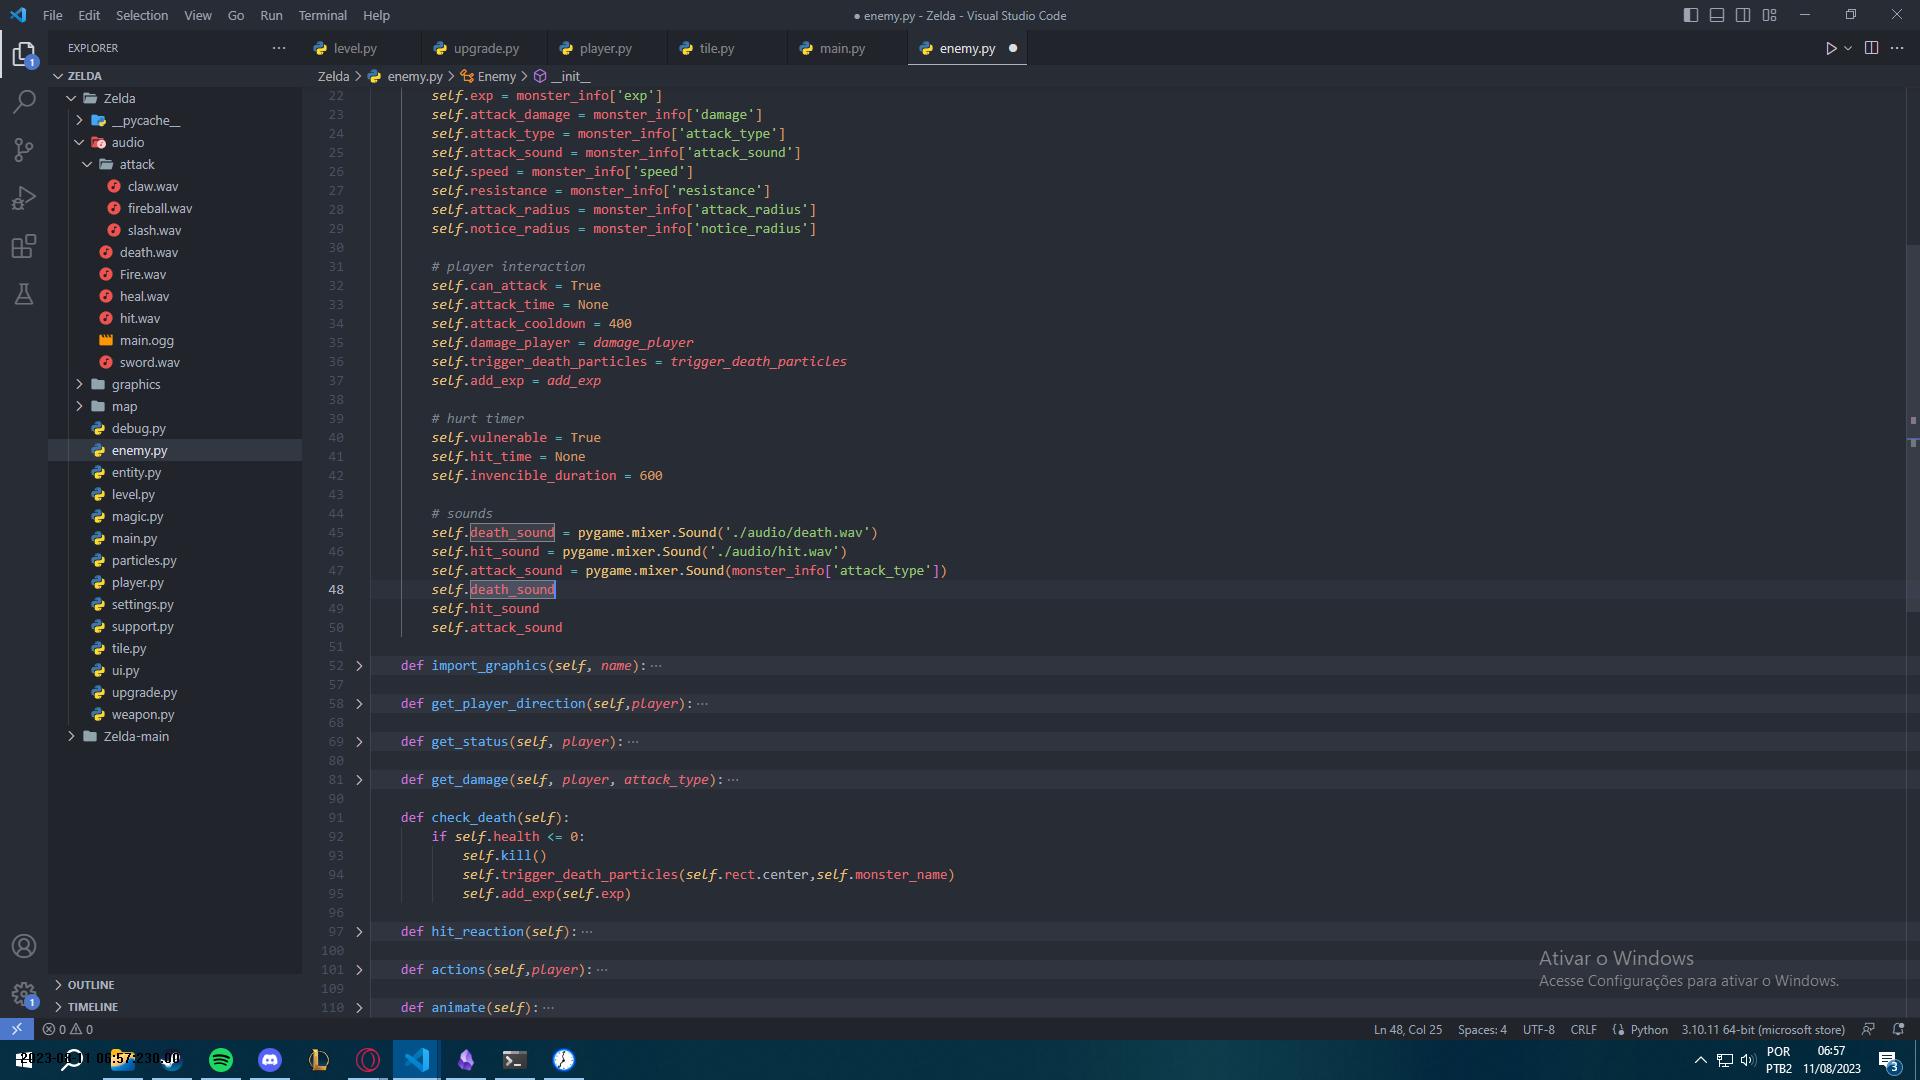 File Edit Selection View Go Run Terminal Help
● enemy.py - Zelda - Visual Studio Code
EXPLORER
level.py upgrade.py player.py tile.py main.py enemy.py
ZELDA
Zelda > enemy.py > Enemy > __init__
Zelda
__pycache__
audio
attack
claw.wav
fireball.wav
slash.wav
death.wav
Fire.wav
heal.wav
hit.wav
main.ogg
sword.wav
graphics
map
debug.py
enemy.py
entity.py
level.py
magic.py
main.py
particles.py
player.py
settings.py
support.py
tile.py
ui.py
upgrade.py
weapon.py
Zelda-main
OUTLINE
TIMELINE
22 self.exp = monster_info['exp']
23 self.attack_damage = monster_info['damage']
24 self.attack_type = monster_info['attack_type']
25 self.attack_sound = monster_info['attack_sound']
26 self.speed = monster_info['speed']
27 self.resistance = monster_info['resistance']
28 self.attack_radius = monster_info['attack_radius']
29 self.notice_radius = monster_info['notice_radius']
30
31 # player interaction
32 self.can_attack = True
33 self.attack_time = None
34 self.attack_cooldown = 400
35 self.damage_player = damage_player
36 self.trigger_death_particles = trigger_death_particles
37 self.add_exp = add_exp
38
39 # hurt timer
40 self.vulnerable = True
41 self.hit_time = None
42 self.invencible_duration = 600
43
44 # sounds
45 self.death_sound = pygame.mixer.Sound('./audio/death.wav')
46 self.hit_sound = pygame.mixer.Sound('./audio/hit.wav')
47 self.attack_sound = pygame.mixer.Sound(monster_info['attack_type'])
48 self.death_sound
49 self.hit_sound
50 self.attack_sound
51
52 def import_graphics(self, name): ···
57
58 def get_player_direction(self,player): ···
68
69 def get_status(self, player): ···
80
81 def get_damage(self, player, attack_type): ···
90
91 def check_death(self):
92 if self.health <= 0:
93 self.kill()
94 self.trigger_death_particles(self.rect.center,self.monster_name)
95 self.add_exp(self.exp)
96
97 def hit_reaction(self): ···
100
101 def actions(self,player): ···
109
110 def animate(self): ···
Ativar o Windows
Acesse Configurações para ativar o Windows.
1
1
0 0
Ln 48, Col 25 Spaces: 4 UTF-8 CRLF Python 3.10.11 64-bit (microsoft store)
POR
PTB2
06:57
11/08/2023
3